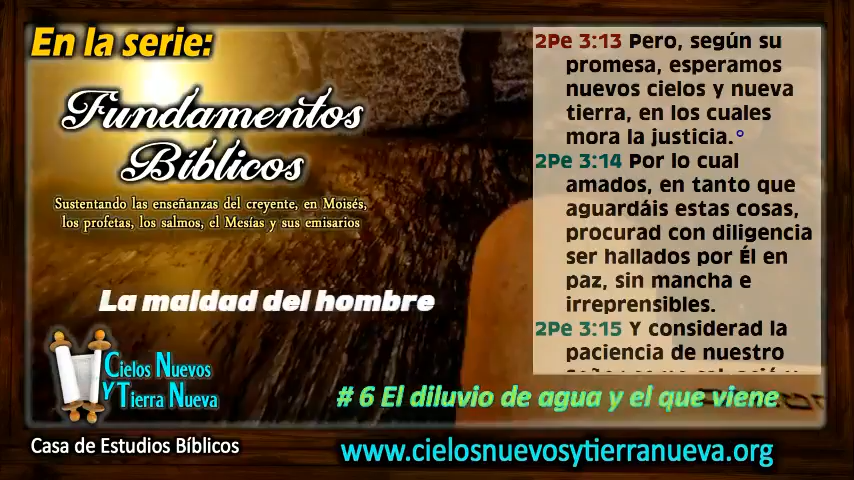 En la serie:
Fundamentos
Bíblicos
Sustentando las enseñanzas del creyente, en Moisés,
los profetas, los salmos, el Mesías y sus emisarios
La maldad del hombre
Cielos Nuevos
Y Tierra Nueva
Casa de Estudios Bíblicos
2Pe 3:13 Pero, según su
promesa, esperamos
nuevos cielos y nueva
tierra, en los cuales
mora la justicia.°
2Pe 3:14 Por lo cual
amados, en tanto que
aguardáis estas cosas,
procurad con diligencia
ser hallados por Él en
paz, sin mancha e
irreprensibles.
2Pe 3:15 Y considerad la
paciencia de nuestro
# 6 El diluvio de agua y el que viene
www.cielosnuevosytierranueva.org